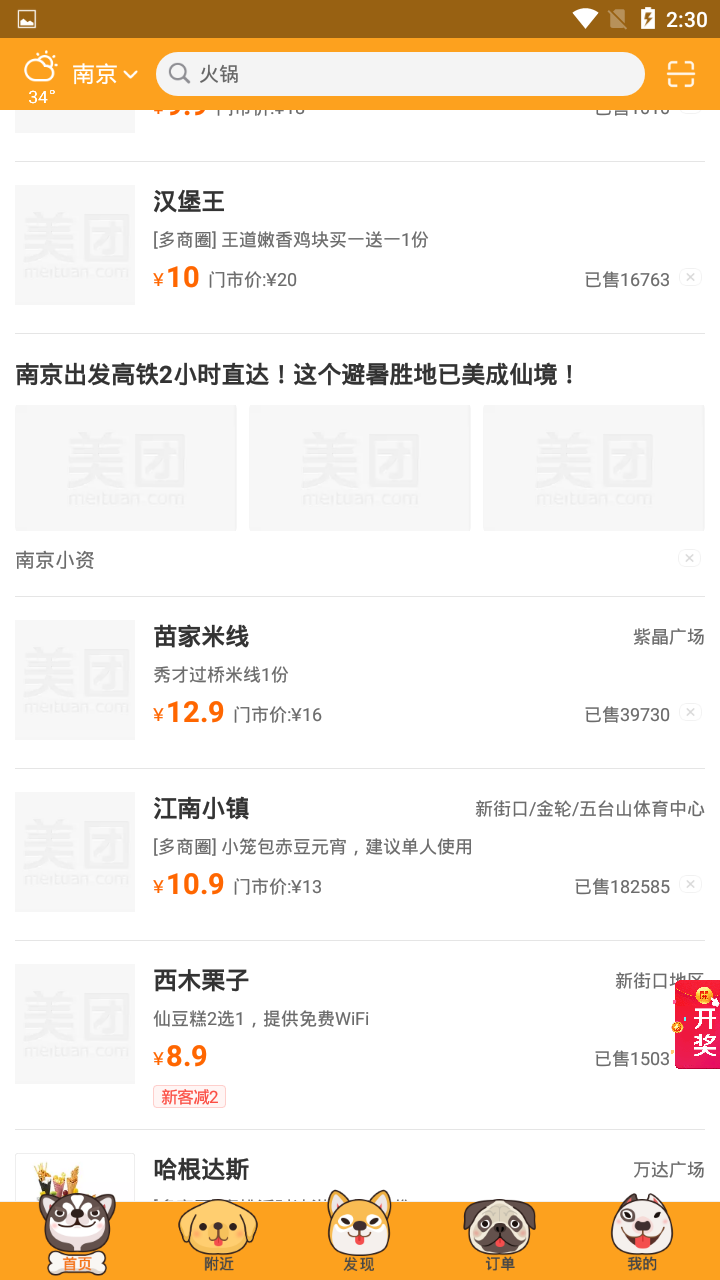 2:30
南京
34°
火锅
汉堡王
[多商圈] 王道嫩香鸡块买一送一1份
¥10 门市价:¥20 已售16763
美团
meituan.com
南京出发高铁2小时直达！这个避暑胜地已美成仙境！
美团 美团 美团
meituan.com meituan.com meituan.com
南京小资
苗家米线 紫晶广场
秀才过桥米线1份
¥12.9 门市价:¥16 已售39730
美团
meituan.com
江南小镇 新街口/金轮/五台山体育中心
[多商圈] 小笼包赤豆元宵，建议单人使用
¥10.9 门市价:¥13 已售182585
美团
meituan.com
西木栗子 新街口地区
仙豆糕2选1，提供免费WiFi
¥8.9 已售1503
新客减2
美团
meituan.com
開
开奖
哈根达斯 万达广场
首页 附近 发现 订单 我的